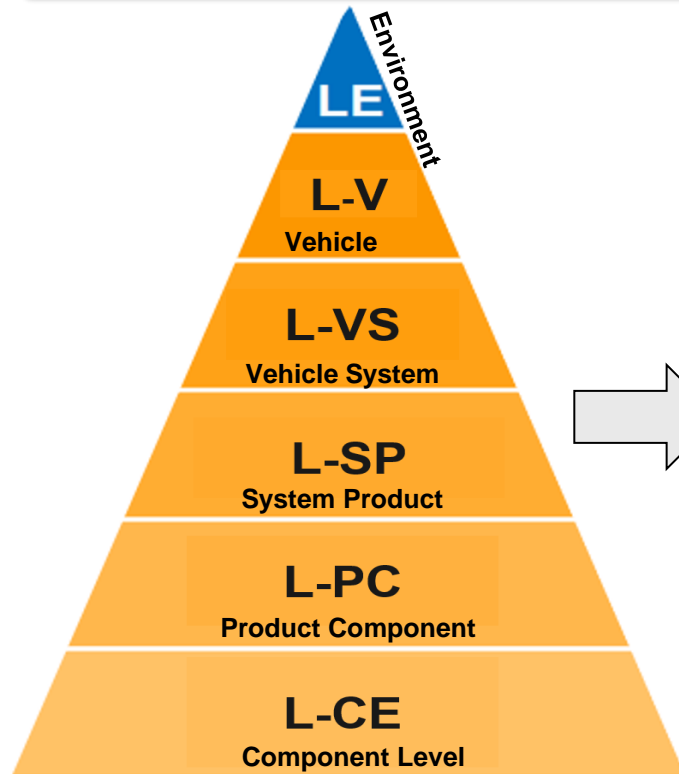 Environment
LE
L-V
Vehicle
L-VS
Vehicle System
L-SP
System Product
L-PC
Product Component
L-CE
Component Level